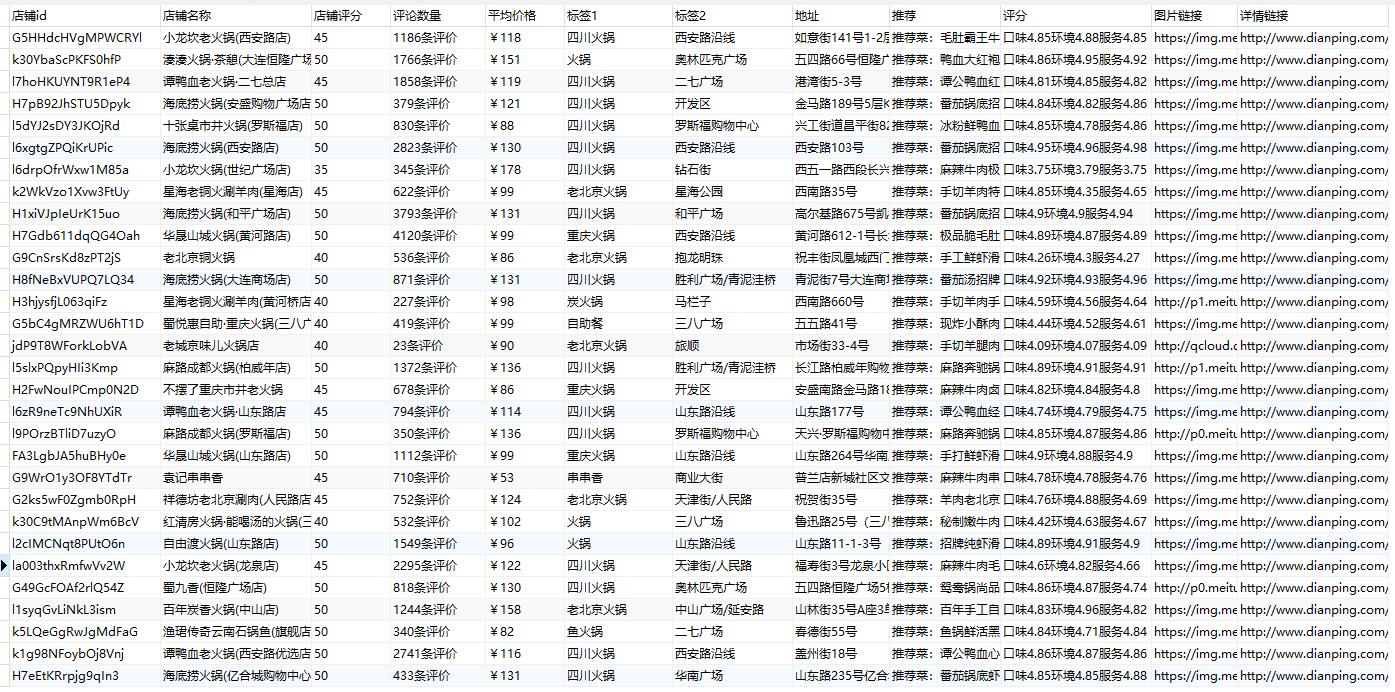 店铺id 店铺名称 店铺评分 评论数量 平均价格 标签1 标签2 地址 推荐 评分 图片链接 详情链接
G5HHdcHVgMPWCRYl 小龙坎老火锅(西安路店) 45 1186条评价 ￥118 四川火锅 西安路沿线 如意街141号1-2层 推荐菜：毛肚霸王牛 口味4.85环境4.88服务4.85 https://img.me http://www.dianping.com/
k30YbaScPKFS0hfP 湊湊火锅·茶憩(大连恒隆广场 50 1766条评价 ￥151 火锅 奥林匹克广场 五四路66号恒隆广 推荐菜：鸭血大红袍 口味4.86环境4.95服务4.92 https://img.me http://www.dianping.com/
l7hoHKUYNT9R1eP4 谭鸭血老火锅·二七总店 45 1858条评价 ￥119 四川火锅 二七广场 港湾街5-3号 推荐菜：谭公鸭血红 口味4.81环境4.85服务4.82 https://img.me http://www.dianping.com/
H7pB92JhSTU5Dpyk 海底捞火锅(安盛购物广场店 50 379条评价 ￥121 四川火锅 开发区 金马路189号5层K 推荐菜：番茄锅底招 口味4.84环境4.82服务4.86 https://img.me http://www.dianping.com/
l5dYJ2sDY3JKOjRd 十张桌市井火锅(罗斯福店) 50 830条评价 ￥88 四川火锅 罗斯福购物中心 兴工街道昌平街82 推荐菜：冰粉鲜鸭血 口味4.85环境4.78服务4.86 https://img.me http://www.dianping.com/
l6xgtgZPQiKrUPic 海底捞火锅(西安路店) 50 2823条评价 ￥130 四川火锅 西安路沿线 西安路103号 推荐菜：番茄锅底招 口味4.95环境4.96服务4.98 https://img.me http://www.dianping.com/
l6drpOfrWxw1M85a 小龙坎火锅(世纪广场店) 35 345条评价 ￥178 四川火锅 钻石街 西五一路西段长兴 推荐菜：麻辣牛肉极 口味3.75环境3.79服务3.75 https://img.me http://www.dianping.com/
k2WkVzo1Xvw3FtUy 星海老铜火涮羊肉(星海店) 45 622条评价 ￥99 老北京火锅 星海公园 西南路35号 推荐菜：手切羊肉特 口味4.85环境4.35服务4.65 https://img.me http://www.dianping.com/
H1xiVJpIeUrK15uo 海底捞火锅(和平广场店) 50 3793条评价 ￥131 四川火锅 和平广场 高尔基路675号凯 推荐菜：番茄锅底招 口味4.9环境4.9服务4.94 https://img.me http://www.dianping.com/
H7Gdb611dqQG4Oah 华晟山城火锅(黄河路店) 50 4120条评价 ￥99 重庆火锅 西安路沿线 黄河路612-1号长 推荐菜：极品脆毛肚 口味4.89环境4.87服务4.89 https://img.me http://www.dianping.com/
G9CnSrsKd8zPT2jS 老北京铜火锅 40 536条评价 ￥86 老北京火锅 抱龙明珠 祝丰街凤凰城西门 推荐菜：手工鲜虾滑 口味4.26环境4.3服务4.27 https://img.me http://www.dianping.com/
H8fNeBxVUPQ7LQ34 海底捞火锅(大连商场店) 50 871条评价 ￥131 四川火锅 胜利广场/青泥洼桥 青泥街7号大连商场 推荐菜：番茄汤招牌 口味4.92环境4.93服务4.96 https://img.me http://www.dianping.com/
H3hjysfjL063qiFz 星海老铜火涮羊肉(黄河桥店 40 227条评价 ￥98 炭火锅 马栏子 西南路660号 推荐菜：手切羊肉手 口味4.59环境4.56服务4.64 http://p1.meitu http://www.dianping.com/
G5bC4gMRZWU6hT1D 蜀悦惠自助·重庆火锅(三八广 40 419条评价 ￥99 自助餐 三八广场 五五路41号 推荐菜：现炸小酥肉 口味4.44环境4.52服务4.61 https://img.me http://www.dianping.com/
jdP9T8WForkLobVA 老城京味儿火锅店 40 23条评价 ￥90 老北京火锅 旅顺 市场街33-4号 推荐菜：手切羊腿肉 口味4.09环境4.07服务4.09 http://qcloud.c http://www.dianping.com/
l5slxPQpyHIi3Kmp 麻路成都火锅(柏威年店) 50 1372条评价 ￥136 四川火锅 胜利广场/青泥洼桥 长江路柏威年购物 推荐菜：麻路奔驰锅 口味4.89环境4.91服务4.91 http://p1.meitu http://www.dianping.com/
H2FwNouIPCmp0N2D 不摆了重庆市井老火锅 45 678条评价 ￥86 重庆火锅 开发区 安盛南路金马路18 推荐菜：麻辣牛肉卤 口味4.82环境4.84服务4.8 https://img.me http://www.dianping.com/
l6zR9neTc9NhUXiR 谭鸭血老火锅·山东路店 45 794条评价 ￥114 四川火锅 山东路沿线 山东路177号 推荐菜：谭公鸭血经 口味4.74环境4.79服务4.75 https://img.me http://www.dianping.com/
l9POrzBTliD7uzyO 麻路成都火锅(罗斯福店) 50 350条评价 ￥136 四川火锅 罗斯福购物中心 天兴·罗斯福购物中 推荐菜：麻路奔驰锅 口味4.85环境4.87服务4.86 http://p0.meitu http://www.dianping.com/
FA3LgbJA5huBHy0e 华晟山城火锅(山东路店) 50 1112条评价 ￥99 重庆火锅 山东路沿线 山东路264号华南 推荐菜：手打鲜虾滑 口味4.9环境4.88服务4.9 https://img.me http://www.dianping.com/
G9WrO1y3OF8YTdTr 袁记串串香 45 710条评价 ￥53 串串香 商业大街 普兰店新城社区文 推荐菜：麻辣牛肉串 口味4.78环境4.78服务4.76 https://img.me http://www.dianping.com/
G2ks5wF0Zgmb0RpH 祥德坊老北京涮肉(人民路店 45 752条评价 ￥124 老北京火锅 天津街/人民路 祝贺街35号 推荐菜：羊肉老北京 口味4.76环境4.88服务4.69 https://img.me http://www.dianping.com/
k30C9tMAnpWm6BcV 红清房火锅·能喝汤的火锅(三 40 532条评价 ￥102 火锅 三八广场 鲁迅路25号（三八 推荐菜：秘制嫩牛肉 口味4.42环境4.63服务4.67 https://img.me http://www.dianping.com/
l2cIMCNqt8PUtO6n 自由渡火锅(山东路店) 50 1549条评价 ￥96 火锅 山东路沿线 山东路11-1-3号 推荐菜：招牌纯虾滑 口味4.89环境4.91服务4.9 https://img.me http://www.dianping.com/
la003thxRmfwVv2W 小龙坎老火锅(龙泉店) 45 2295条评价 ￥122 四川火锅 天津街/人民路 福寿街3号龙泉小区 推荐菜：麻辣牛肉毛 口味4.6环境4.82服务4.66 https://img.me http://www.dianping.com/
G49GcFOAf2rlQ54Z 蜀九香(恒隆广场店) 50 818条评价 ￥130 四川火锅 奥林匹克广场 五四路恒隆广场5楼 推荐菜：鸳鸯锅尚品 口味4.86环境4.87服务4.74 http://p0.meitu http://www.dianping.com/
l1syqGvLiNkL3ism 百年炭香火锅(中山店) 50 1244条评价 ￥158 老北京火锅 中山广场/延安路 山林街35号A座3单 推荐菜：百年手工自 口味4.83环境4.96服务4.82 https://img.me http://www.dianping.com/
k5LQeGgRwJgMdFaG 渔珺传奇云南石锅鱼(旗舰店 50 340条评价 ￥82 鱼火锅 二七广场 春德街55号 推荐菜：鱼锅鲜活黑 口味4.84环境4.71服务4.84 https://img.me http://www.dianping.com/
k1g98NFoybOj8Vnj 谭鸭血老火锅(西安路优选店 50 2741条评价 ￥116 四川火锅 西安路沿线 盖州街18号 推荐菜：谭公鸭血心 口味4.86环境4.87服务4.86 https://img.me http://www.dianping.com/
H7eEtKRrpjg9qIn3 海底捞火锅(亿合城购物中心 50 433条评价 ￥131 四川火锅 华南广场 山东路235号亿合 推荐菜：番茄锅底虾 口味4.85环境4.85服务4.88 https://img.me http://www.dianping.com/